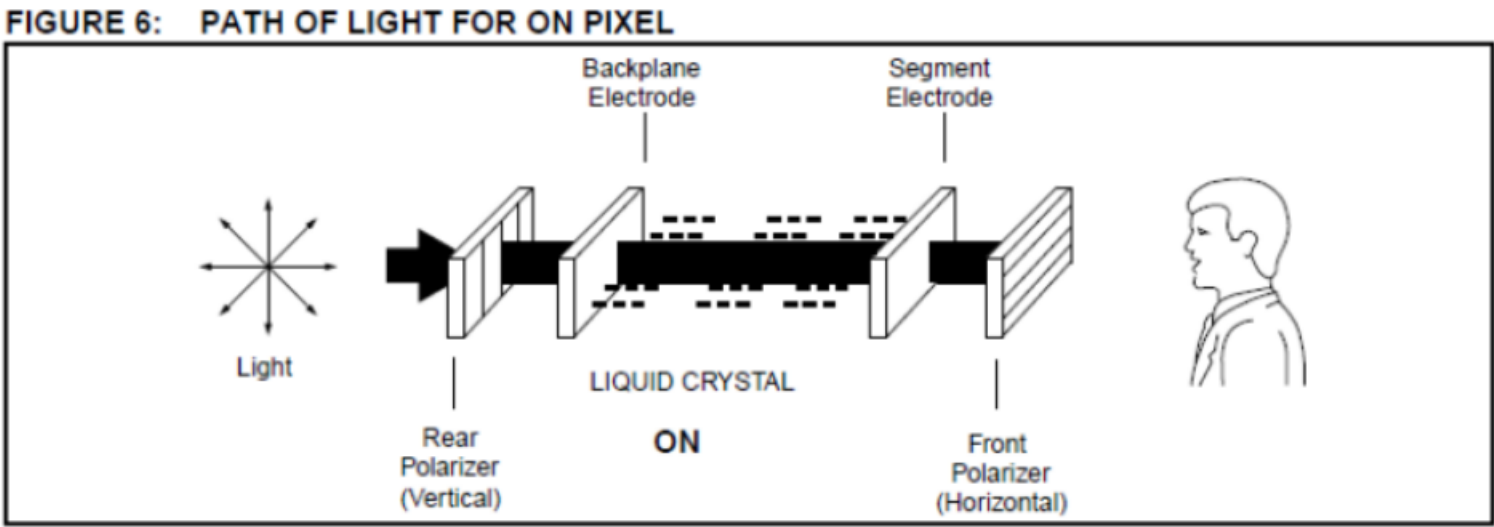 FIGURE 6: PATH OF LIGHT FOR ON PIXEL
Backplane
Electrode
Segment
Electrode
Light
LIQUID CRYSTAL
ON
Rear
Polarizer
(Vertical)
Front
Polarizer
(Horizontal)